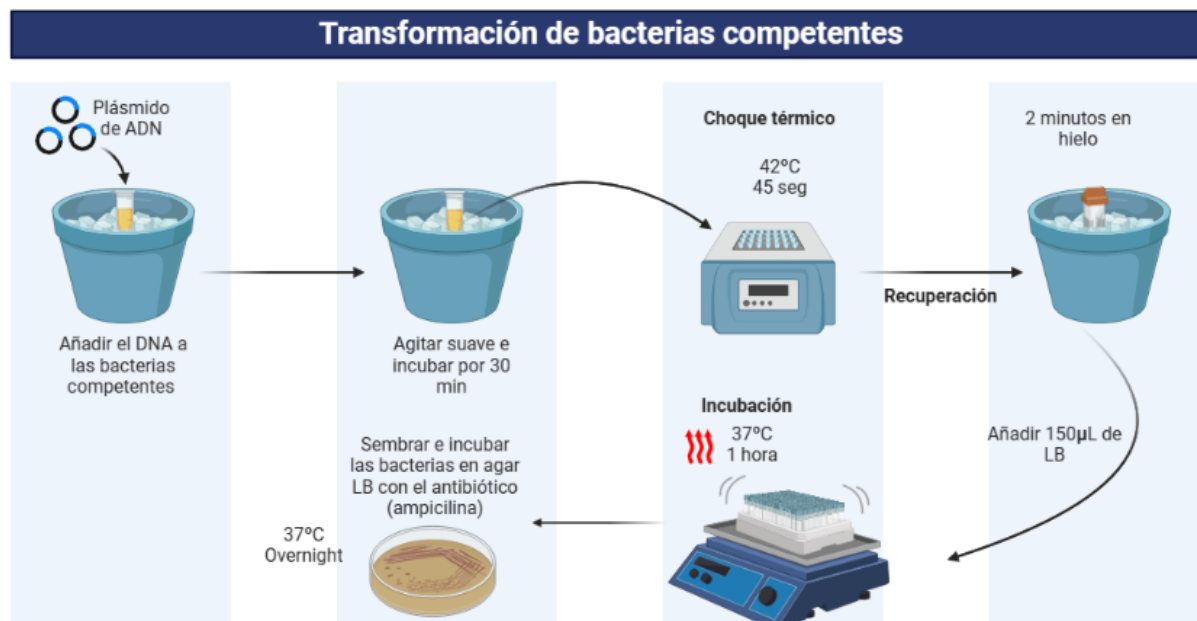 Transformación de bacterias competentes
Plásmido
de ADN
Añadir el DNA a
las bacterias
competentes
Agitar suave e
incubar por 30
min
Choque térmico
42ºC
45 seg
Recuperación
2 minutos en
hielo
Añadir 150µL de
LB
Incubación
37ºC
1 hora
Sembrar e incubar
las bacterias en agar
LB con el antibiótico
(ampicilina)
37ºC
Overnight